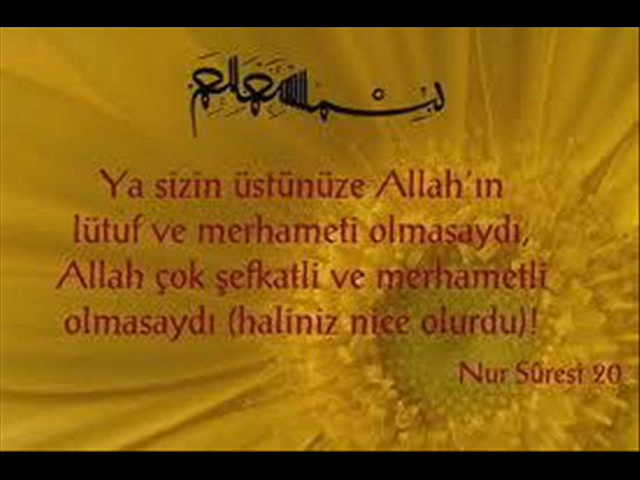 Ya sizin üstünüze Allah'ın
lütuf ve merhameti olmasaydı,
Allah çok şefkatli ve merhametli
olmasaydı (haliniz nice olurdu)!
Nur Sûresi 20